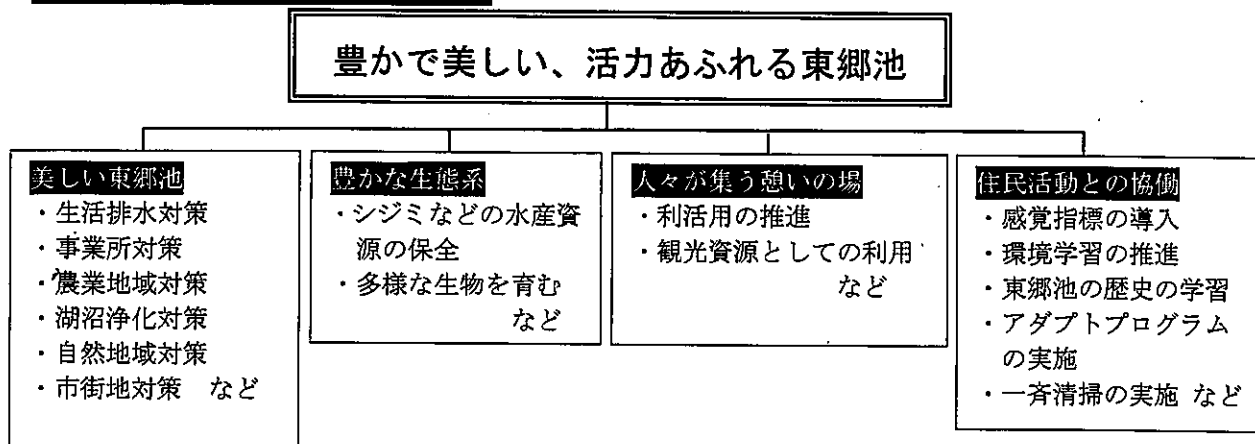 豊かで美しい、活力あふれる東郷池
美しい東郷池
・生活排水対策
・事業所対策
・農業地域対策
・湖沼浄化対策
・自然地域対策
・市街地対策 など
豊かな生態系
・シジミなどの水産資
源の保全
・多様な生物を育む
など
人々が集う憩いの場
・利活用の推進
・観光資源としての利用
など
住民活動との協働
・感覚指標の導入
・環境学習の推進
・東郷池の歴史の学習
・アダプトプログラム
の実施
・一斉清掃の実施 など